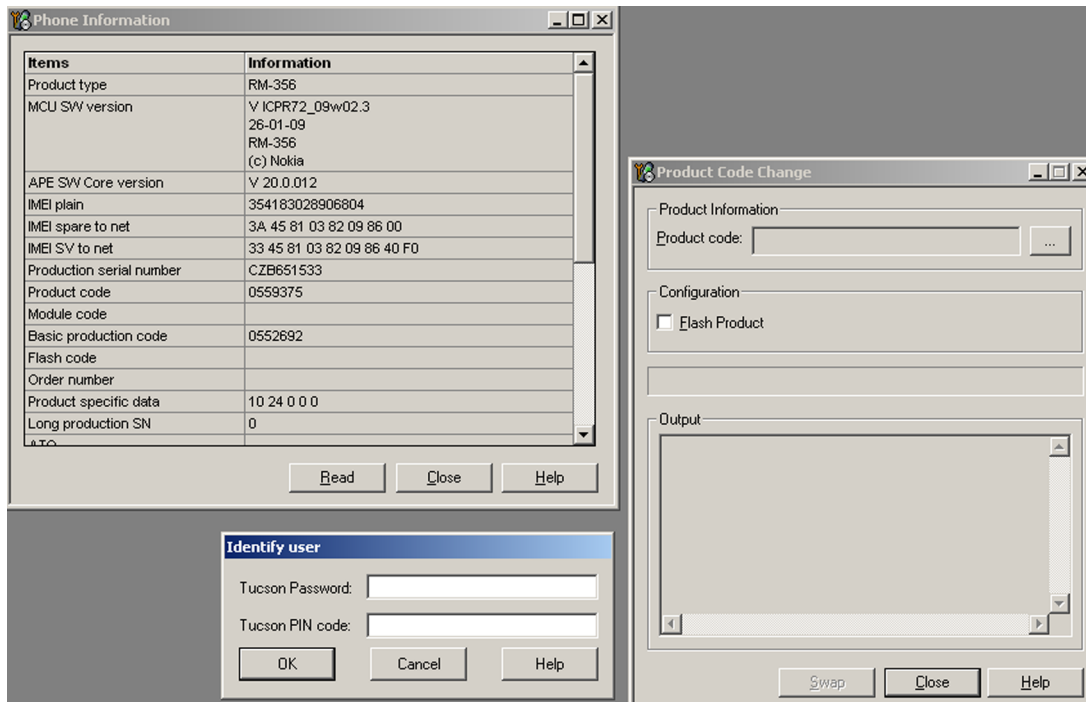 Phone Information
Items Information
Product type RM-356
MCU SW version V ICPR72_09w02.3
26-01-09
RM-356
(c) Nokia
APE SW Core version V 20.0.012
IMEI plain 354183028906804
IMEI spare to net 3A 45 81 03 82 09 86 00
IMEI SV to net 33 45 81 03 82 09 86 40 F0
Production serial number CZB651533
Product code 0559375
Module code
Basic production code 0552692
Flash code
Order number
Product specific data 10 24 0 0 0
Long production SN 0
Read Close Help
Identify user
Tucson Password:
Tucson PIN code:
OK Cancel Help
Product Code Change
Product Information
Product code: ...
Configuration
Flash Product
Output
Swap Close Help